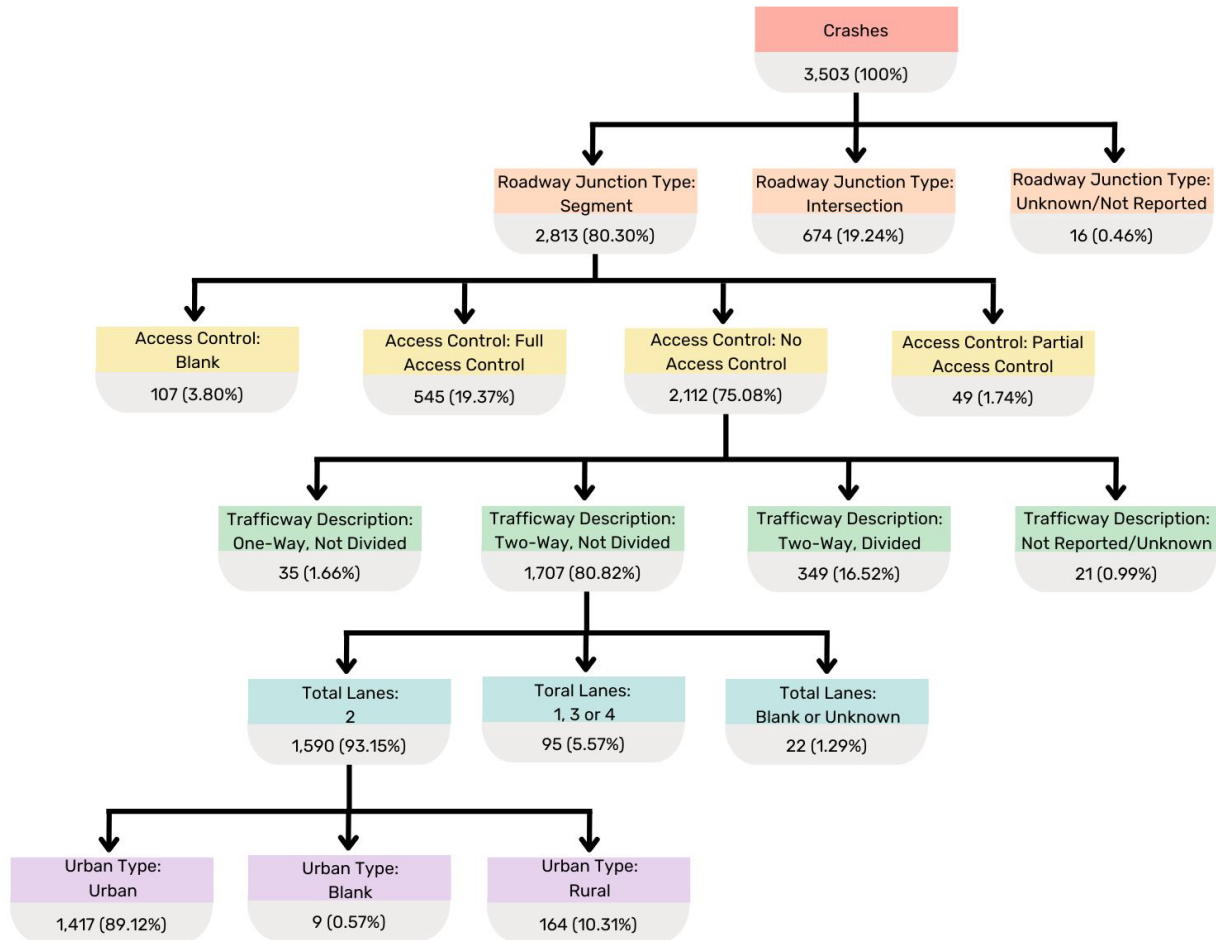 Crashes
3,503 (100%)
Roadway Junction Type:
Segment
2,813 (80.30%)
Roadway Junction Type:
Intersection
674 (19.24%)
Roadway Junction Type:
Unknown/Not Reported
16 (0.46%)
Access Control:
Blank
107 (3.80%)
Access Control: Full
Access Control
545 (19.37%)
Access Control: No
Access Control
2,112 (75.08%)
Access Control: Partial
Access Control
49 (1.74%)
Trafficway Description:
One-Way, Not Divided
35 (1.66%)
Trafficway Description:
Two-Way, Not Divided
1,707 (80.82%)
Trafficway Description:
Two-Way, Divided
349 (16.52%)
Trafficway Description:
Not Reported/Unknown
21 (0.99%)
Total Lanes:
2
1,590 (93.15%)
Toral Lanes:
1, 3 or 4
95 (5.57%)
Total Lanes:
Blank or Unknown
22 (1.29%)
Urban Type:
Urban
1,417 (89.12%)
Urban Type:
Blank
9 (0.57%)
Urban Type:
Rural
164 (10.31%)